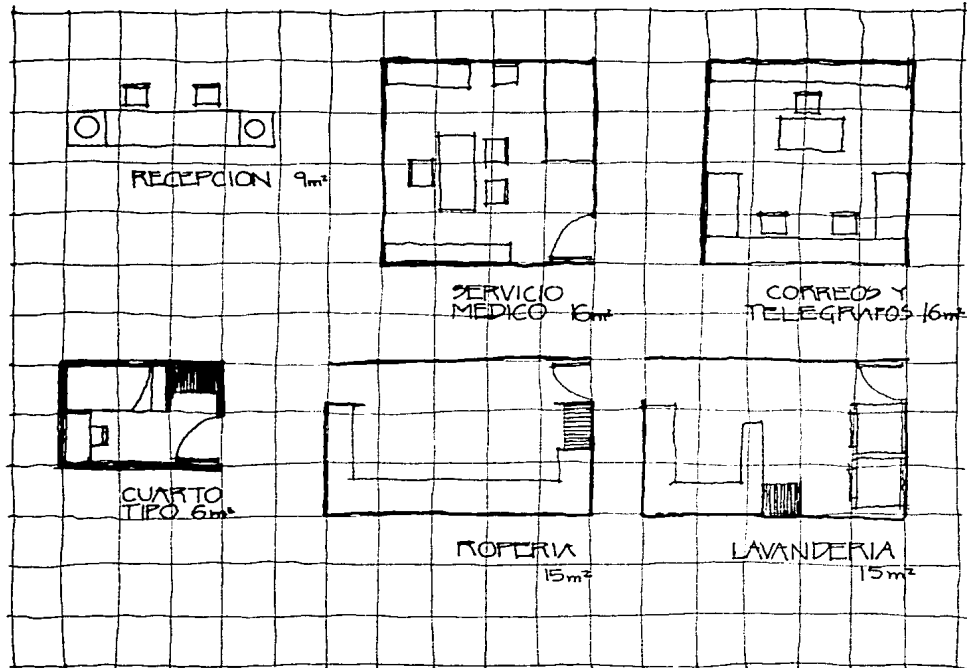 RECEPCION 9m²
SERVICIO
MEDICO 16m²
CORREOS Y
TELEGRAFOS 16m²
CUARTO
TIPO 6m²
ROPERIA
15m²
LAVANDERIA
15m²